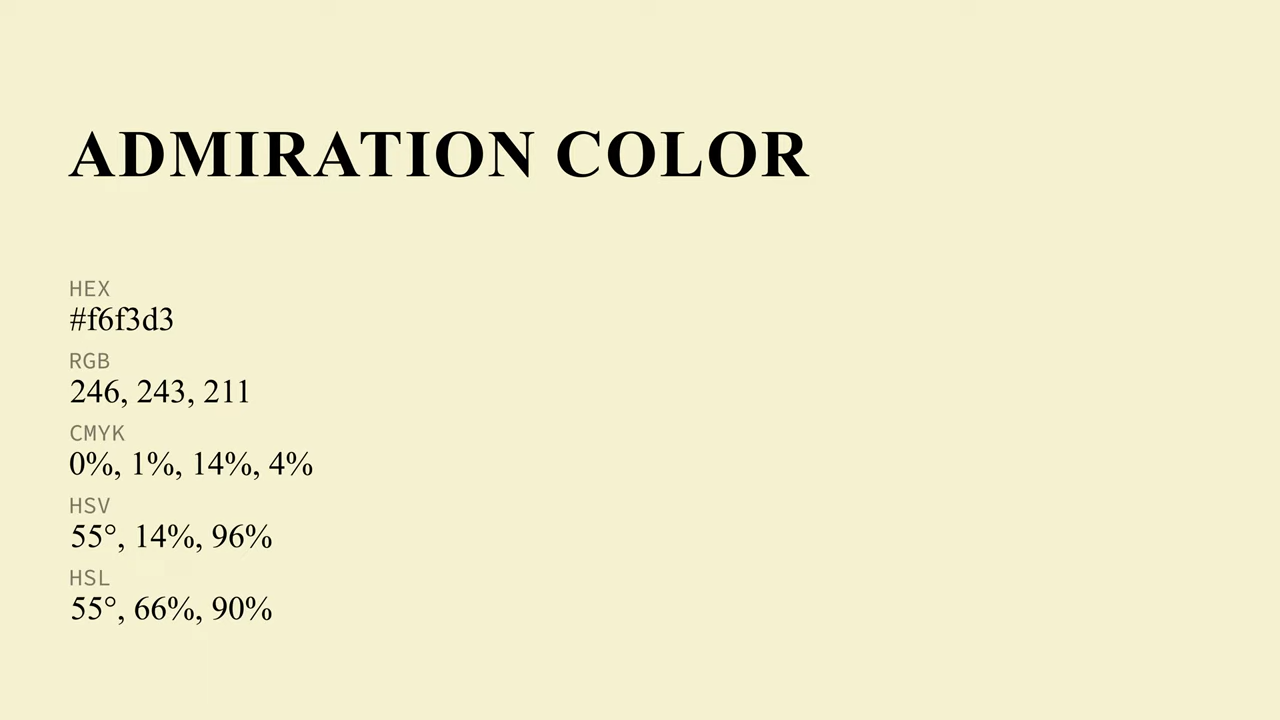 ADMIRATION COLOR
HEX
#f6f3d3
RGB
246, 243, 211
CMYK
0%, 1%, 14%, 4%
HSV
55°, 14%, 96%
HSL
55°, 66%, 90%